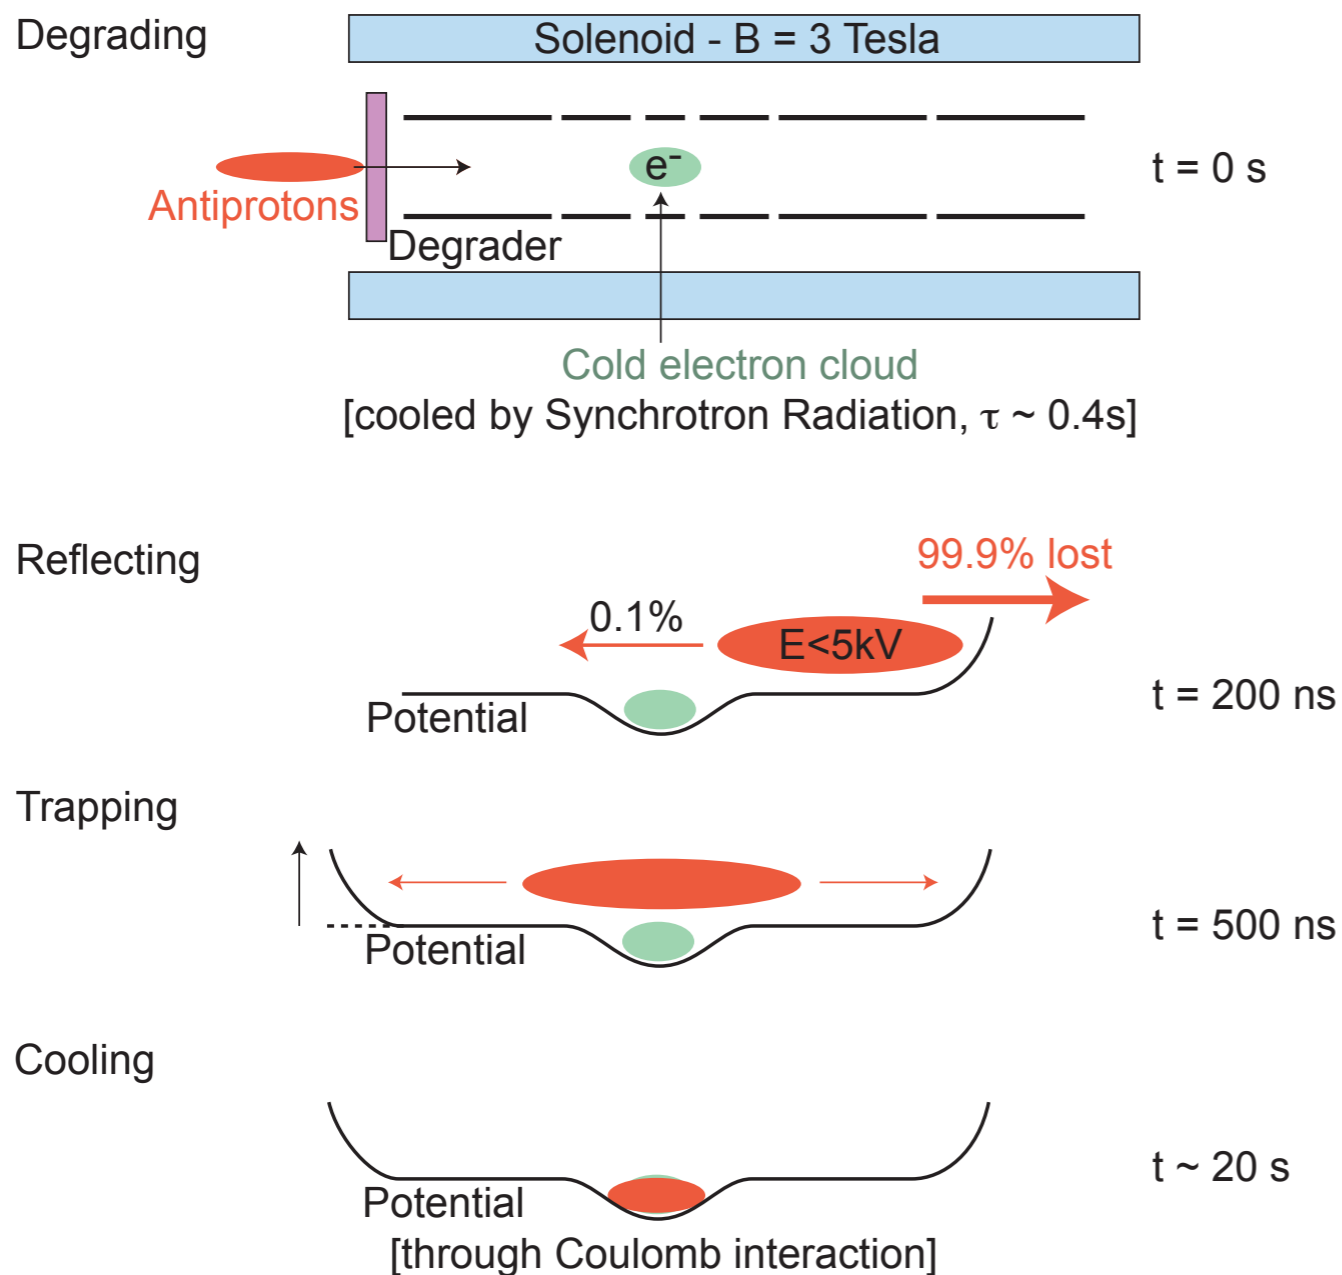 Degrading
Solenoid - B = 3 Tesla
e⁻
t = 0 s
Antiprotons
Degrader
Cold electron cloud
[cooled by Synchrotron Radiation, τ ~ 0.4s]
Reflecting
99.9% lost
0.1%
E<5kV
Potential
t = 200 ns
Trapping
Potential
t = 500 ns
Cooling
Potential
t ~ 20 s
[through Coulomb interaction]